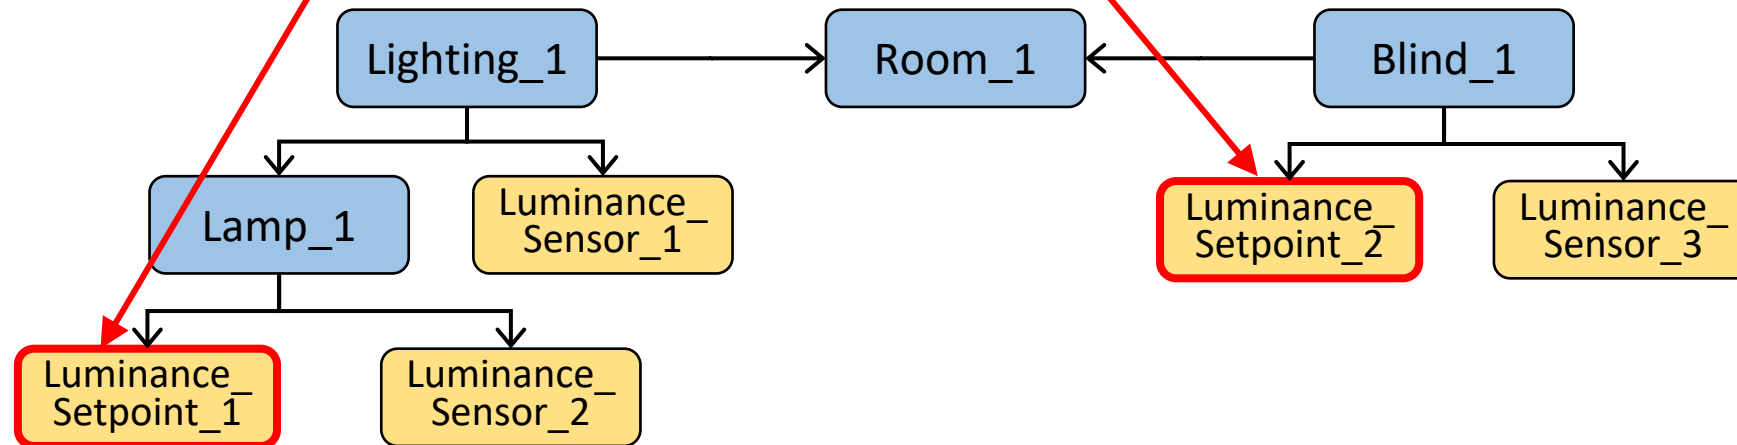 Lighting_1
Room_1
Blind_1
Lamp_1
Luminance_
Sensor_1
Luminance_
Setpoint_2
Luminance_
Sensor_3
Luminance_
Setpoint_1
Luminance_
Sensor_2